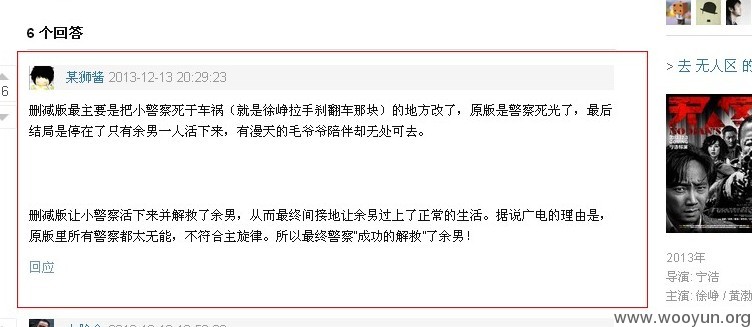 6 个回答
某狮酱 2013-12-13 20:29:23
6
删减版最主要是把小警察死于车祸（就是徐峥拉手刹翻车那块）的地方改了，原版是警察死光了，最后
结局是停在了只有余男一人活下来，有漫天的毛爷爷陪伴却无处可去。
删减版让小警察活下来并解救了余男，从而最终间接地让余男过上了正常的生活。据说广电的理由是，
原版里所有警察都太无能，不符合主旋律。所以最终警察"成功的解救"了余男！
回应
> 去 无人区 的
2013年
导演: 宁浩
主演: 徐峥 / 黄渤
www.wooyun.org